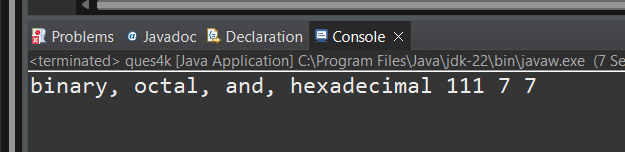 Problems @ Javadoc Declaration Console
<terminated> ques4k [Java Application] C:\Program Files\Java\jdk-22\bin\javaw.exe (7 Se
binary, octal, and, hexadecimal 111 7 7